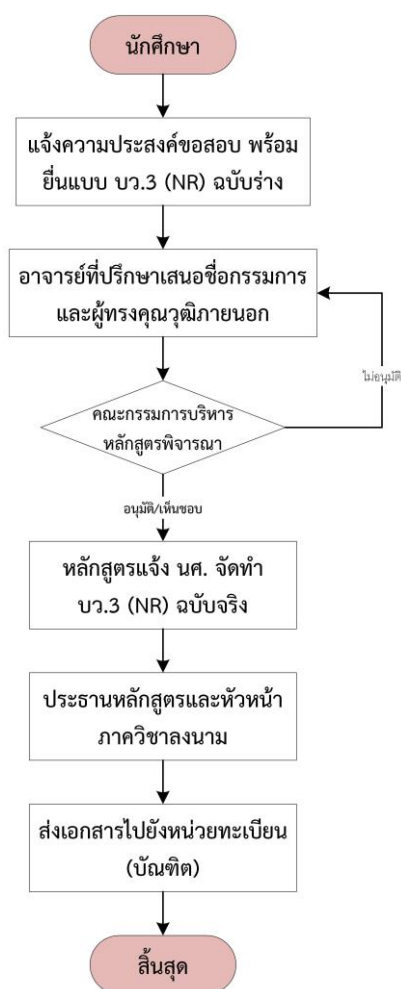 นักศึกษา
แจ้งความประสงค์ขอสอบ พร้อม
ยื่นแบบ บว.3 (NR) ฉบับร่าง
อาจารย์ที่ปรึกษาเสนอชื่อกรรมการ
และผู้ทรงคุณวุฒิภายนอก
ไม่อนุมัติ
คณะกรรมการบริหาร
หลักสูตรพิจารณา
อนุมัติ/เห็นชอบ
หลักสูตรแจ้ง นศ. จัดทำ
บว.3 (NR) ฉบับจริง
ประธานหลักสูตรและหัวหน้า
ภาควิชาลงนาม
ส่งเอกสารไปยังหน่วยทะเบียน
(บัณฑิต)
สิ้นสุด